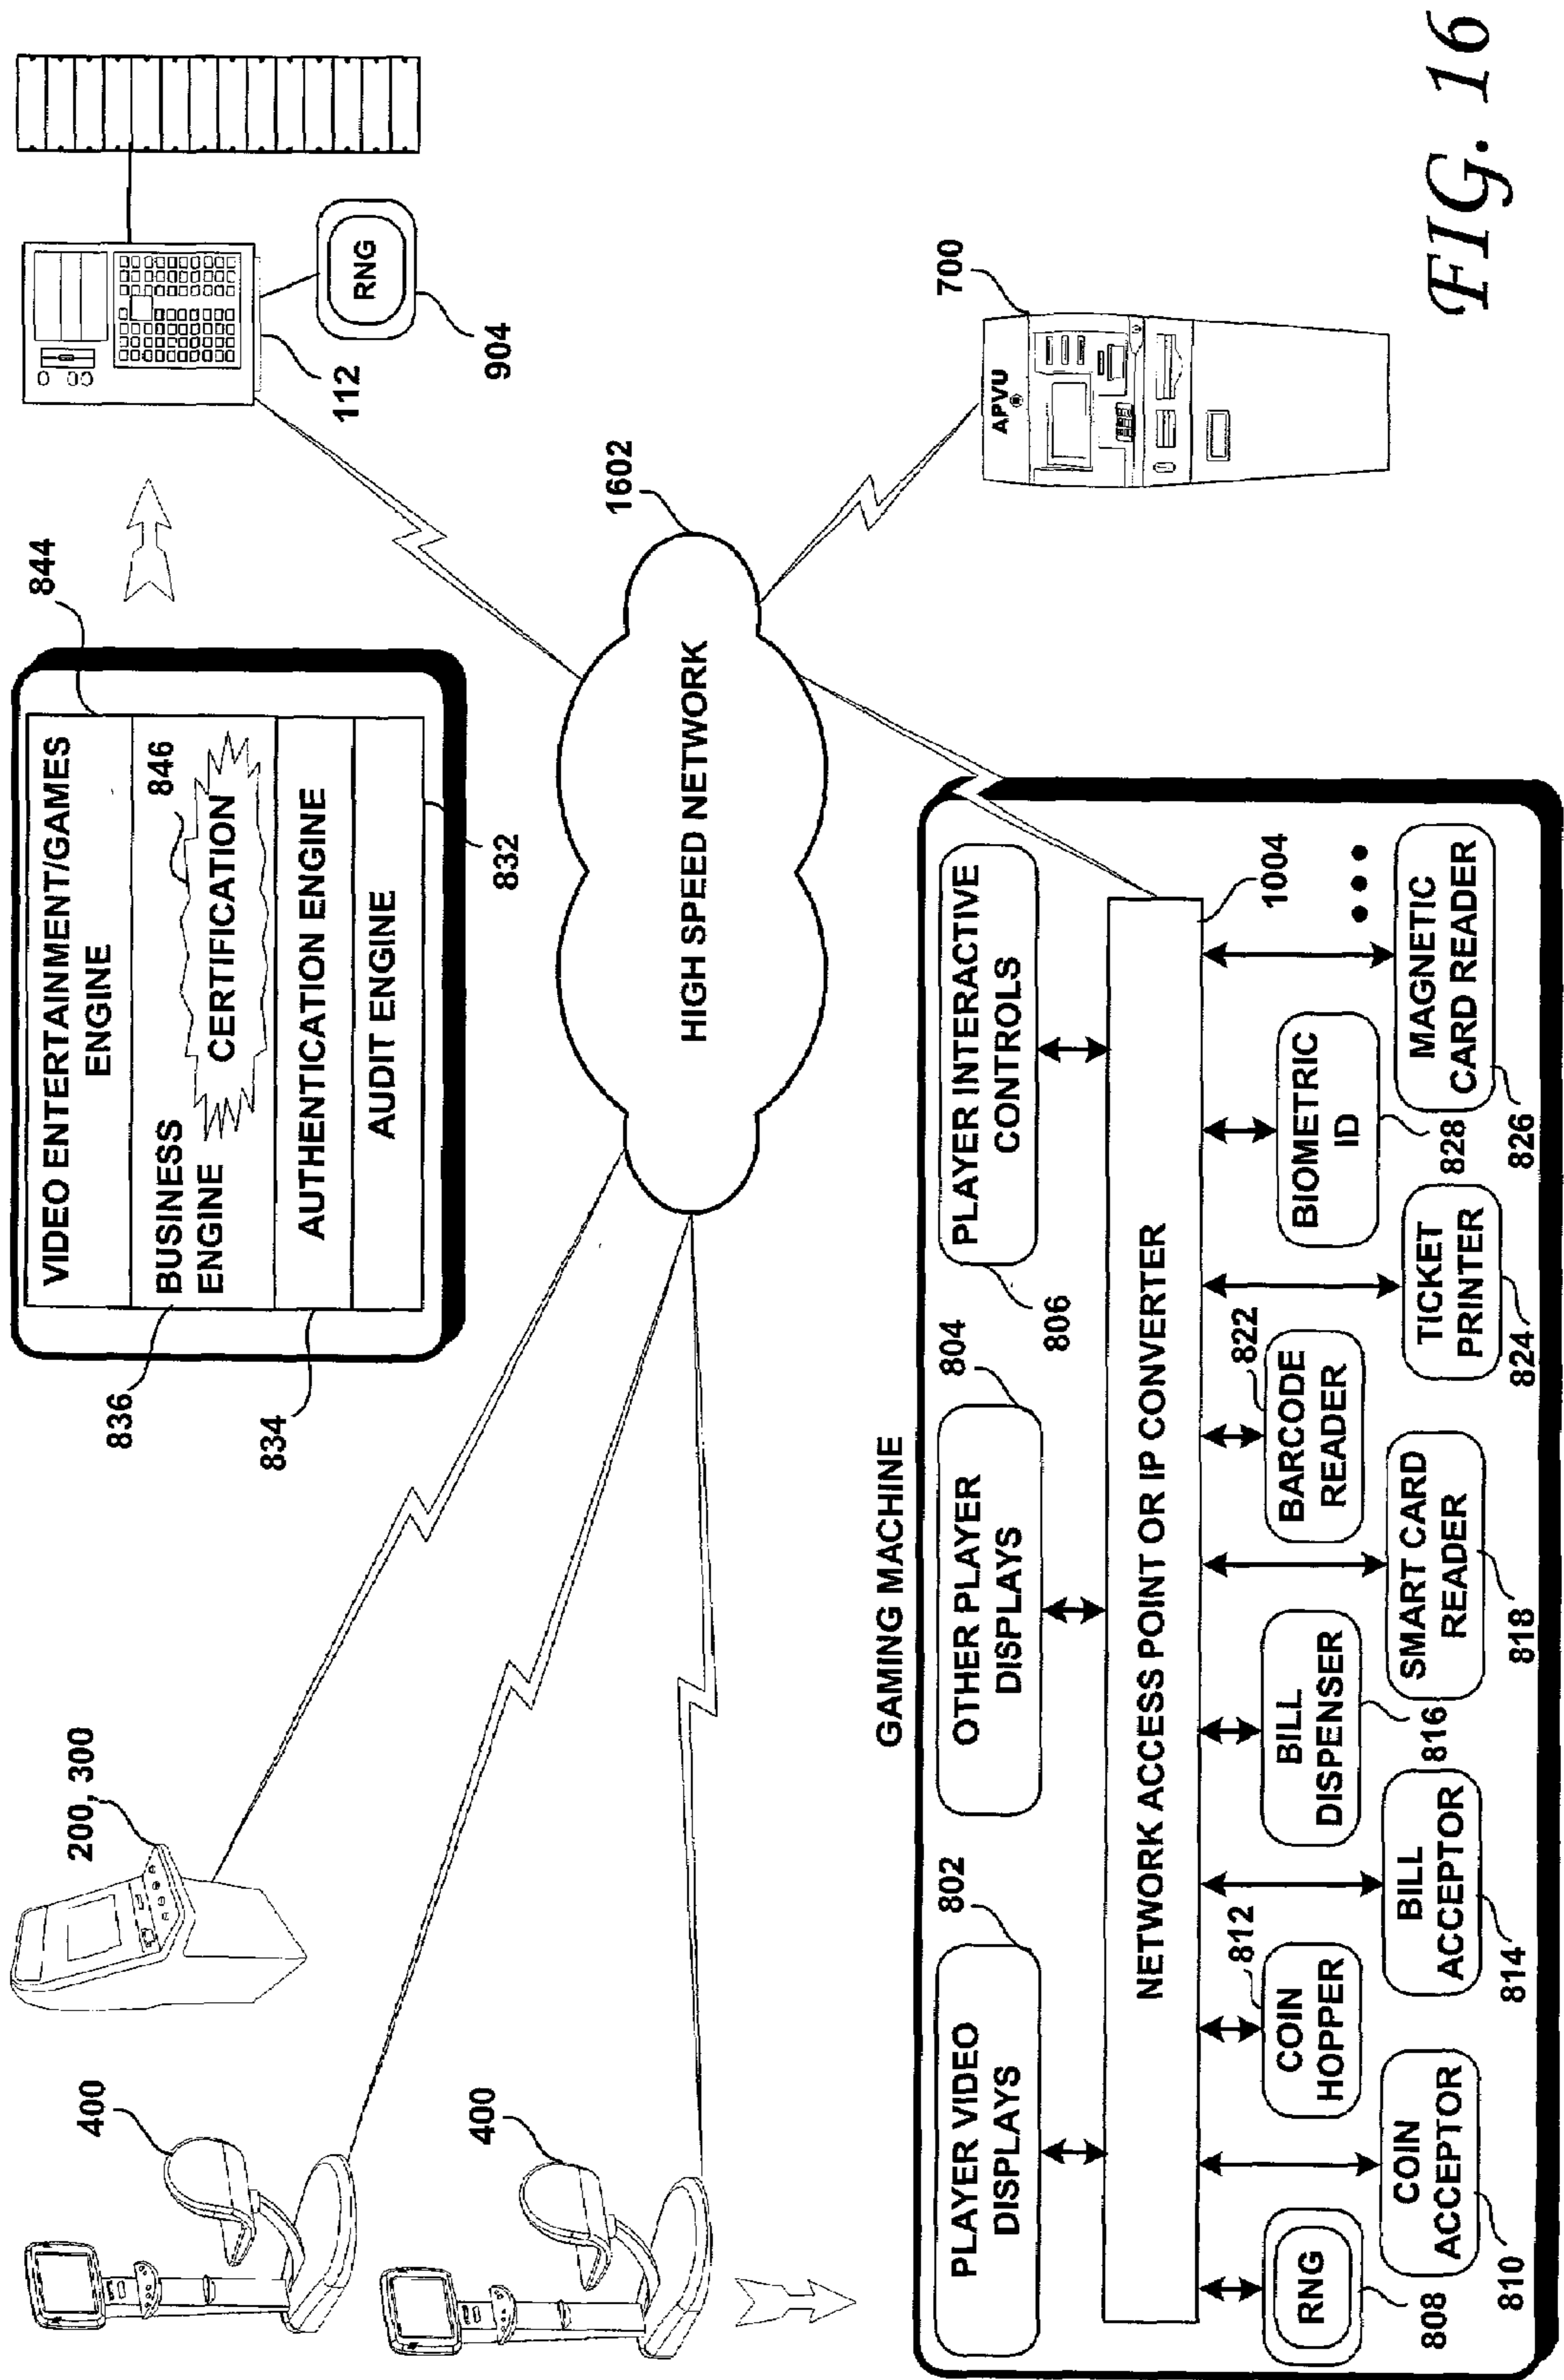 200, 300
400
400
VIDEO ENTERTAINMENT/GAMES
ENGINE
844
BUSINESS
ENGINE
846
CERTIFICATION
AUTHENTICATION ENGINE
AUDIT ENGINE
836
834
832
112
RNG
904
1602
HIGH SPEED NETWORK
700
APVU
GAMING MACHINE
802
804
806
PLAYER VIDEO
DISPLAYS
OTHER PLAYER
DISPLAYS
PLAYER INTERACTIVE
CONTROLS
NETWORK ACCESS POINT OR IP CONVERTER
1004
RNG
808
COIN
ACCEPTOR
810
COIN
HOPPER
812
BILL
ACCEPTOR
814
BILL
DISPENSER
816
SMART CARD
READER
818
BARCODE
READER
822
TICKET
PRINTER
824
BIOMETRIC
ID
828
MAGNETIC
CARD READER
826
FIG. 16